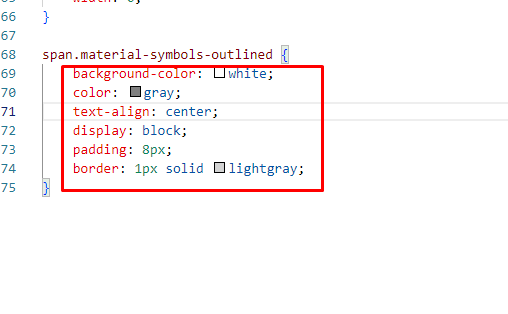 65 width: 0;
66 }
67
68 span.material-symbols-outlined {
69 background-color: white;
70 color: gray;
71 text-align: center;
72 display: block;
73 padding: 8px;
74 border: 1px solid lightgray;
75 }